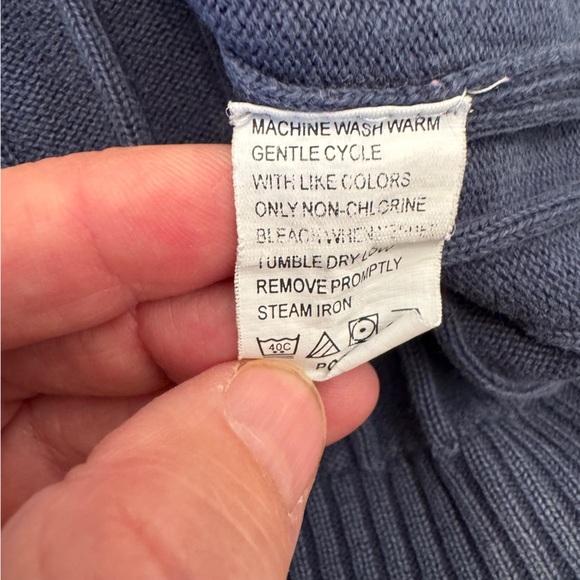 MACHINE WASH WARM
GENTLE CYCLE
WITH LIKE COLORS
ONLY NON-CHLORINE
BLEACH WHEN
TUMBLE DRY LOW
REMOVE PROMPTLY
STEAM IRON
40C